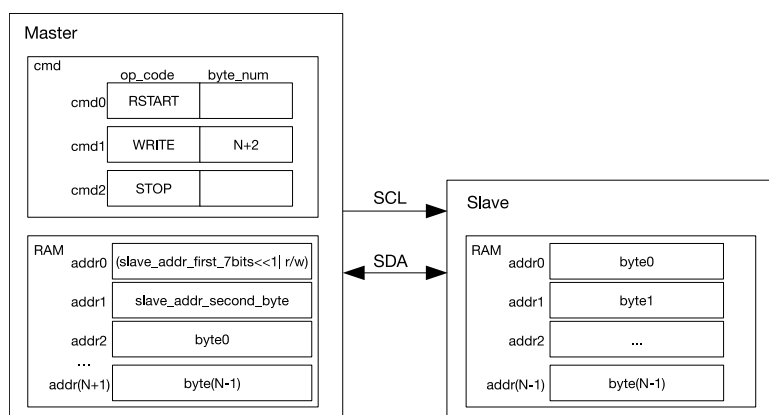 Master
cmd
op_code byte_num
cmd0 RSTART
cmd1 WRITE N+2
cmd2 STOP
RAM
addr0 (slave_addr_first_7bits<<1| r/w)
addr1 slave_addr_second_byte
addr2 byte0
...
addr(N+1) byte(N-1)
SCL
SDA
Slave
RAM
addr0 byte0
addr1 byte1
addr2 ...
addr(N-1) byte(N-1)